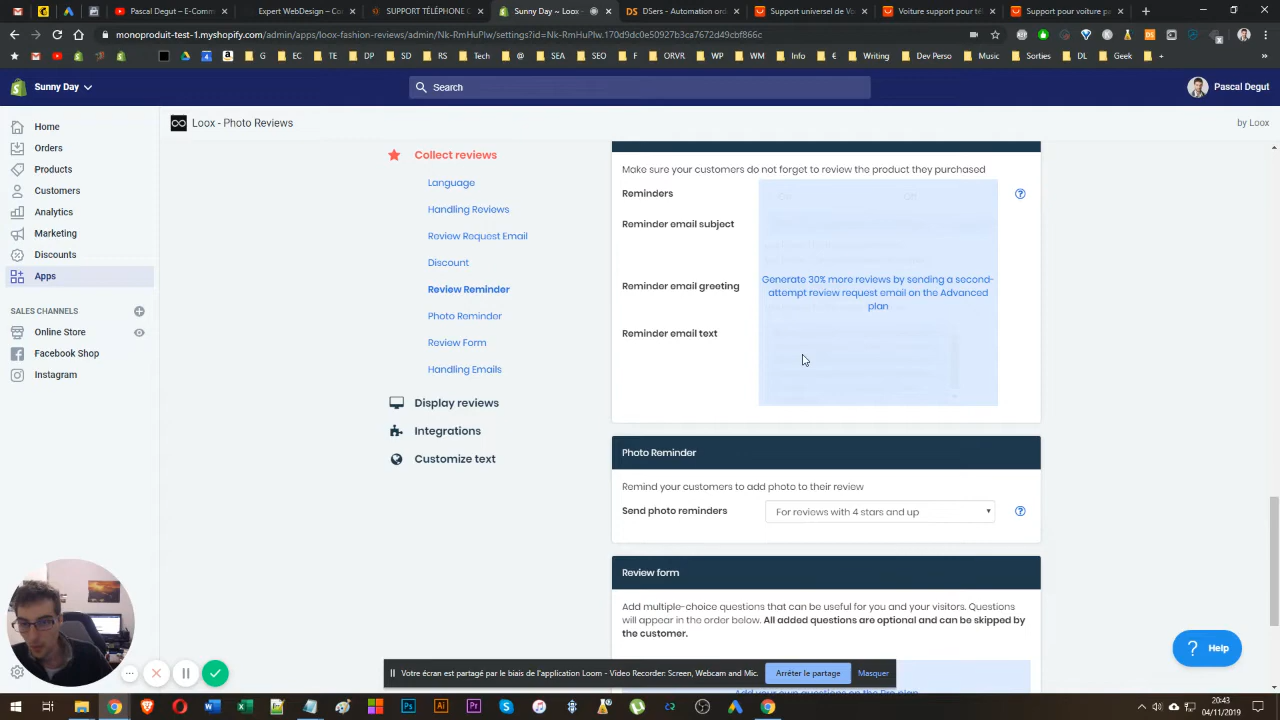 Pascal Degut – E-Comm
Expert WebDesign – Co
SUPPORT TÉLÉPHONE
Sunny Day ~ Loox ~
DSers - Automation ord
Support universel de Vo
Voiture support té
Support pour voiture p
monoproduit-test-1.myshopify.com/admin/apps/loox-fashion-reviews/admin/Nk-RmHuPlw/settings?id=Nk-RmHuPlw.170d9dc0e50927b3ca7672d49cbf866c
G EC TE DP SD RS Tech @ SEA SEO F ORVR WP WM Info € Writing Dev Perso Music Sorties DL Geek +
Sunny Day
Search
Pascal Degut
Home
Orders
Products
Customers
Analytics
Marketing
Discounts
Apps
SALES CHANNELS
Online Store
Facebook Shop
Instagram
Loox - Photo Reviews
by Loox
Collect reviews
Language
Handling Reviews
Review Request Email
Discount
Review Reminder
Photo Reminder
Review Form
Handling Emails
Display reviews
Integrations
Customize text
Make sure your customers do not forget to review the product they purchased
Reminders
Reminder email subject
Reminder email greeting
Reminder email text
Generate 30% more reviews by sending a second-
attempt review request email on the Advanced
plan
Photo Reminder
Remind your customers to add photo to their review
Send photo reminders
For reviews with 4 stars and up
Review form
Add multiple-choice questions that can be useful for you and your visitors. Questions
will appear in the order below. All added questions are optional and can be skipped by
the customer.
Add your own questions on the Pro plan
Help
Votre écran est partagé par le biais de l'application Loom - Video Recorder: Screen, Webcam and Mic.
Arrêter le partage
Masquer
20:43
04/11/2019